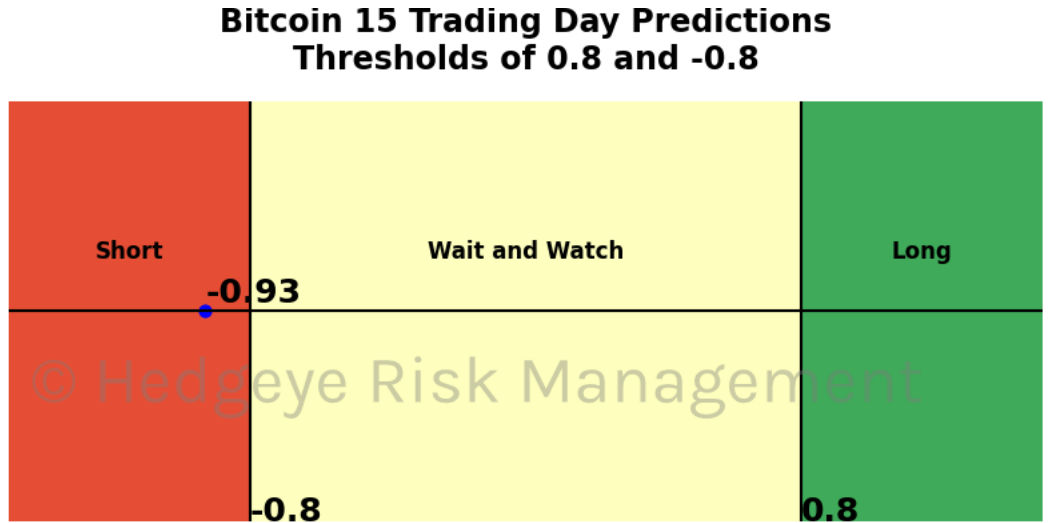 Bitcoin 15 Trading Day Predictions
Thresholds of 0.8 and -0.8
Short
Wait and Watch
Long
-0.93
© Hedgeye Risk Management
-0.8
0.8